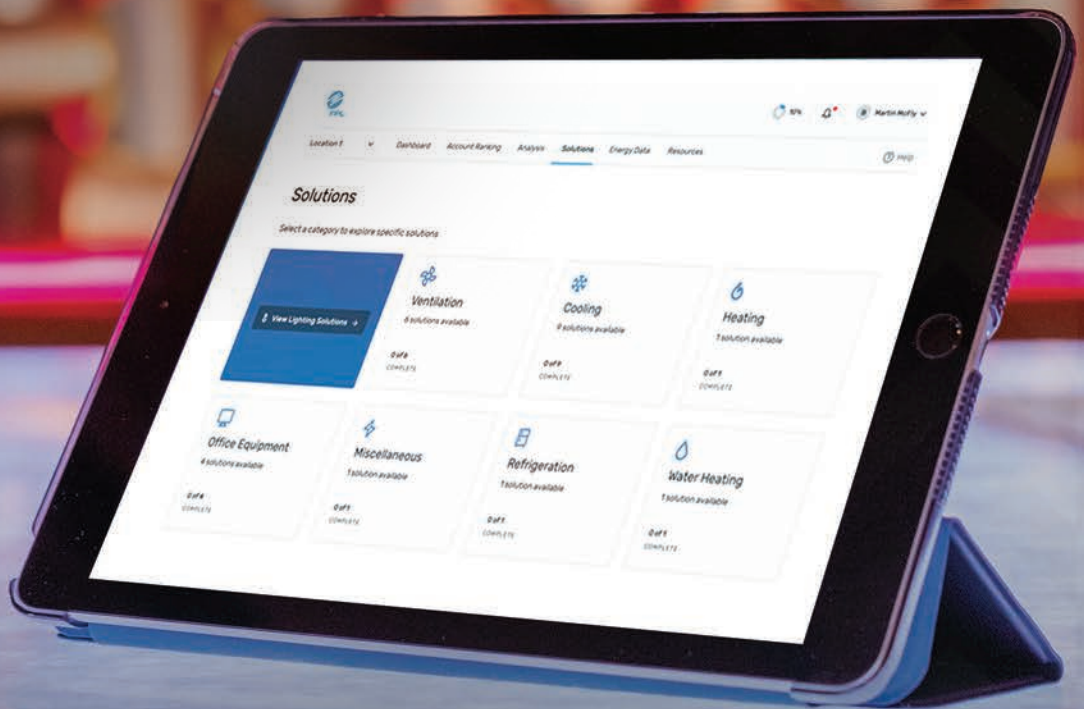 FPL
Martin McFly
Location 1 Dashboard Account Ranking Analysis Solutions Energy Data Resources
Solutions
Select a category to explore specific solutions
View Lighting Solutions →
Ventilation
6 solutions available
0 of 6
COMPLETE
Cooling
9 solutions available
0 of 9
COMPLETE
Heating
1 solution available
0 of 1
COMPLETE
Office Equipment
4 solutions available
0 of 4
COMPLETE
Miscellaneous
1 solution available
0 of 1
COMPLETE
Refrigeration
1 solution available
0 of 1
COMPLETE
Water Heating
1 solution available
0 of 1
COMPLETE